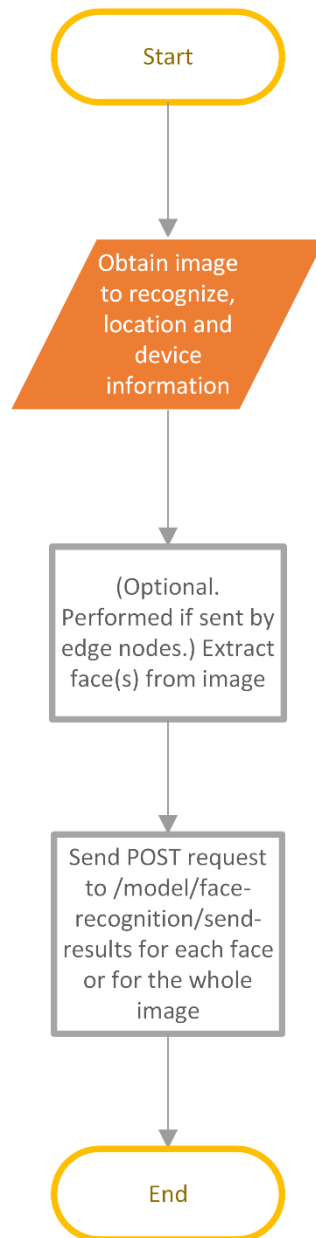 Start
Obtain image
to recognize,
location and
device
information
(Optional.
Performed if sent by
edge nodes.) Extract
face(s) from image
Send POST request
to /model/face-
recognition/send-
results for each face
or for the whole
image
End